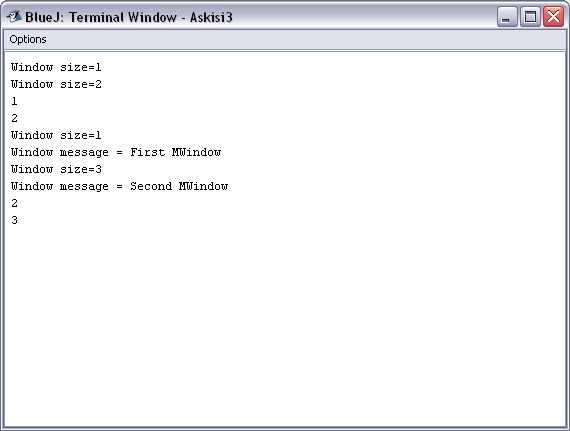 BlueJ: Terminal Window - Askisi3
Options
Window size=1
Window size=2
1
2
Window size=1
Window message = First MWindow
Window size=3
Window message = Second MWindow
2
3